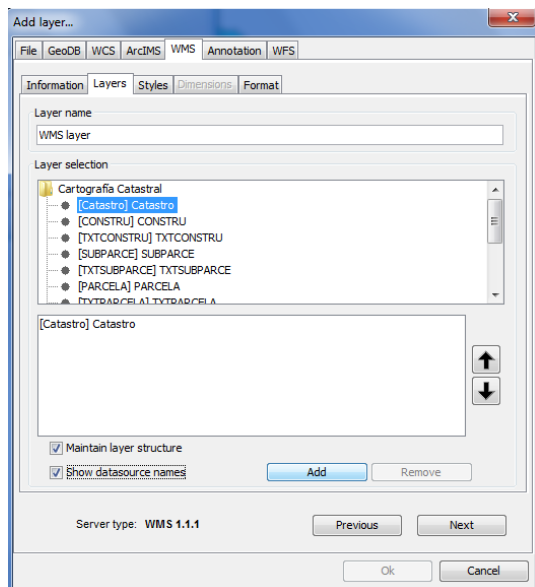 Add layer...
File GeoDB WCS ArcIMS WMS Annotation WFS
Information Layers Styles Dimensions Format
Layer name
WMS layer
Layer selection
Cartografía Catastral
[Catastro] Catastro
[CONSTRU] CONSTRU
[TXTCONSTRU] TXTCONSTRU
[SUBPARCE] SUBPARCE
[TXTSUBPARCE] TXTSUBPARCE
[PARCELA] PARCELA
[TXTPARCELA] TXTPARCELA
[Catastro] Catastro
Maintain layer structure
Show datasource names
Add Remove
Server type: WMS 1.1.1
Previous Next
Ok Cancel